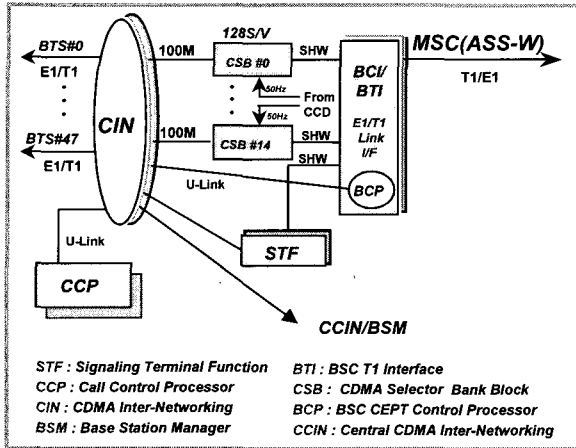 128S/V
MSC(ASS-W)
BTS#0
100M
CSB #0
SHW
BCI/
BTI
T1/E1
E1/T1
50Hz
From
CCD
CIN
50Hz
E1/T1
Link
I/F
BTS#47
100M
CSB #14
SHW
E1/T1
SHW
U-Link
BCP
U-Link
STF
CCP
CCIN/BSM
STF : Signaling Terminal Function
BTI : BSC T1 Interface
CCP : Call Control Processor
CSB : CDMA Selector Bank Block
CIN : CDMA Inter-Networking
BCP : BSC CEPT Control Processor
BSM : Base Station Manager
CCIN : Central CDMA Inter-Networking